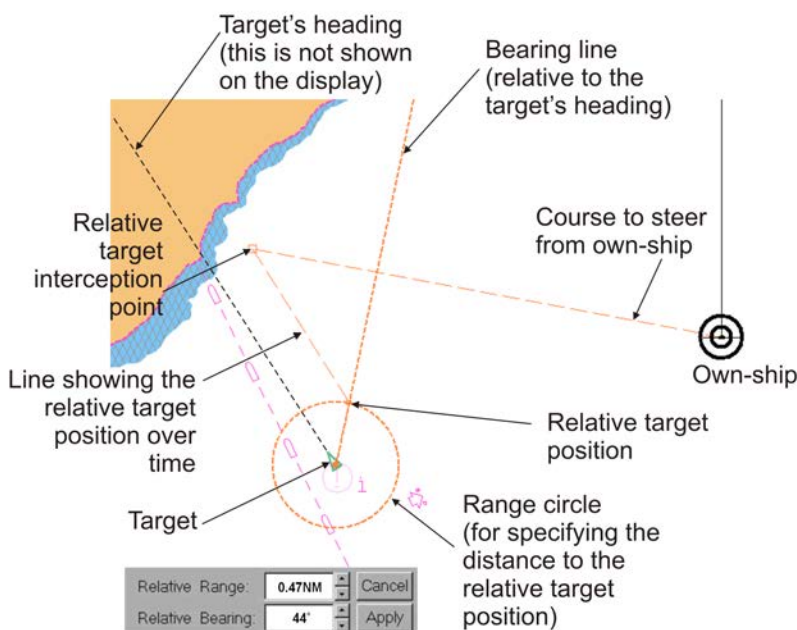 Target's heading
(this is not shown
on the display)
Bearing line
(relative to the
target's heading)
Relative
target
interception
point
Course to steer
from own-ship
Own-ship
Line showing the
relative target
position over
time
Relative target
position
Target
i
Range circle
(for specifying the
distance to the
relative target
position)
Relative Range: 0.47NM Cancel
Relative Bearing: 44° Apply